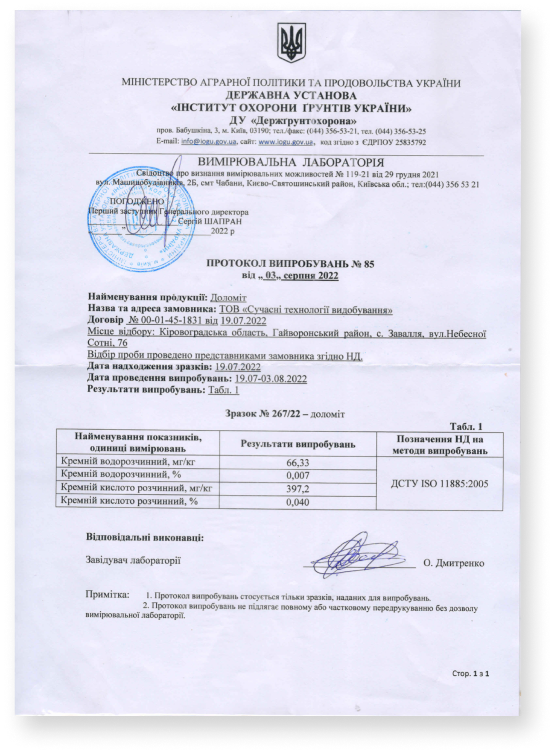 МІНІСТЕРСТВО АГРАРНОЇ ПОЛІТИКИ ТА ПРОДОВОЛЬСТВА УКРАЇНИ
ДЕРЖАВНА УСТАНОВА
«ІНСТИТУТ ОХОРОНИ ҐРУНТІВ УКРАЇНИ»
ДУ «Держґрунтохорона»
пров. Бабушкіна, 3, м. Київ, 03190; тел./факс: (044) 356-53-21, тел. (044) 356-53-25
E-mail: info@iogu.gov.ua, сайт: www.iogu.gov.ua, код згідно з ЄДРПОУ 25835792
ВИМІРЮВАЛЬНА ЛАБОРАТОРІЯ
Свідоцтво про визнання вимірювальних можливостей № 119-21 від 29 грудня 2021
вул. Машинобудівників, 2Б, смт Чабани, Києво-Святошинський район, Київська обл.; тел:(044) 356 53 21
ПОГОДЖЕНО
Перший заступник Генерального директора
Сергій ШАПРАН
2022 р
ПРОТОКОЛ ВИПРОБУВАНЬ № 85
від „ 03„ серпня 2022
Найменування продукції: Доломіт
Назва та адреса замовника: ТОВ «Сучасні технології видобування»
Договір № 00-01-45-1831 від 19.07.2022
Місце відбору: Кіровоградська область, Гайворонський район, с. Завалля, вул.Небесної
Сотні, 76
Відбір проби проведено представниками замовника згідно НД.
Дата надходження зразків: 19.07.2022
Дата проведення випробувань: 19.07-03.08.2022
Результати випробувань: Табл. 1
Зразок № 267/22 – доломіт
Табл. 1
Найменування показників, одиниці вимірювань Результати випробувань Позначення НД на методи випробувань
Кремній водорозчинний, мг/кг 66,33 ДСТУ ISO 11885:2005
Кремній водорозчинний, % 0,007
Кремній кислото розчинний, мг/кг 397,2
Кремній кислото розчинний, % 0,040
Відповідальні виконавці:
Завідувач лабораторії О. Дмитренко
Примітка: 1. Протокол випробувань стосується тільки зразків, наданих для випробувань.
2. Протокол випробувань не підлягає повному або частковому передрукуванню без дозволу
вимірювальної лабораторії.
Стор. 1 з 1